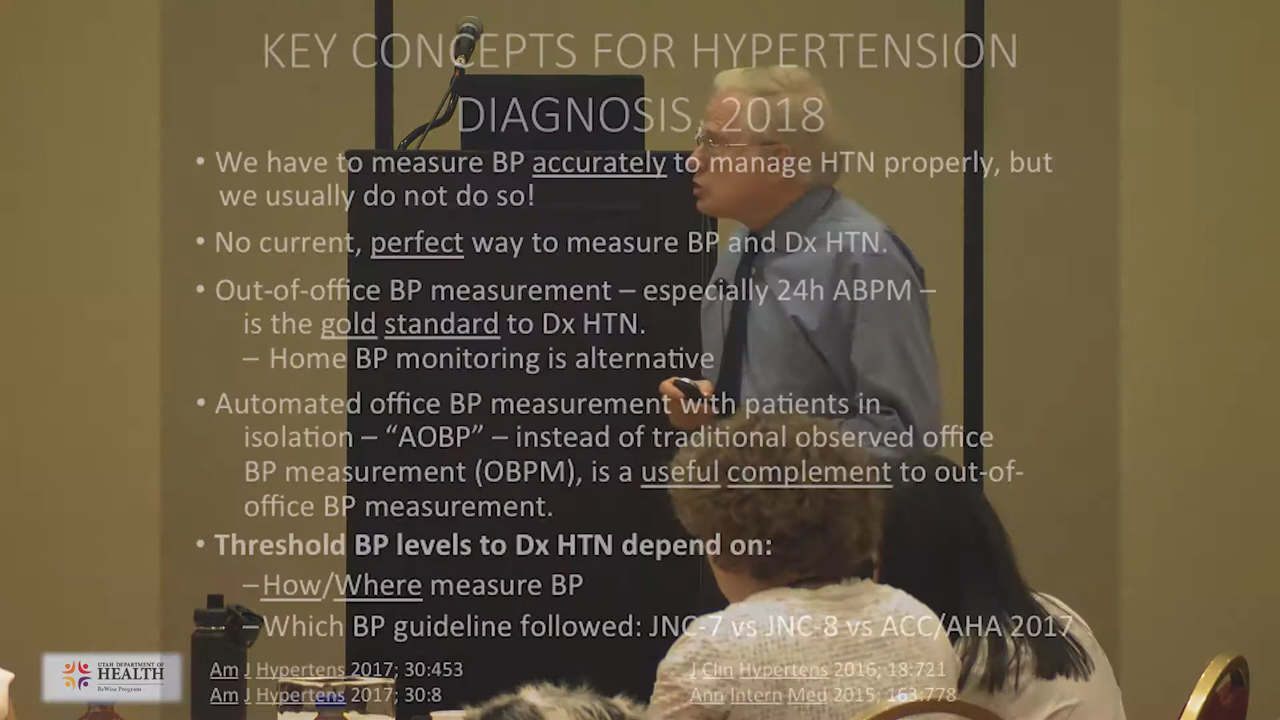 KEY CONCEPTS FOR HYPERTENSION
DIAGNOSIS, 2018
• We have to measure BP accurately to manage HTN properly, but
we usually do not do so!
• No current, perfect way to measure BP and Dx HTN.
• Out-of-office BP measurement – especially 24h ABPM –
is the gold standard to Dx HTN.
– Home BP monitoring is alternative
• Automated office BP measurement with patients in
isolation – “AOBP” – instead of traditional observed office
BP measurement (OBPM), is a useful complement to out-of-
office BP measurement.
• Threshold BP levels to Dx HTN depend on:
–How/Where measure BP
–Which BP guideline followed: JNC-7 vs JNC-8 vs ACC/AHA 2017
Am J Hypertens 2017; 30:453
J Clin Hypertens 2016; 18:721
Am J Hypertens 2017; 30:8
Ann Intern Med 2015; 163:778
UTAH DEPARTMENT OF
HEALTH
BeWise Program